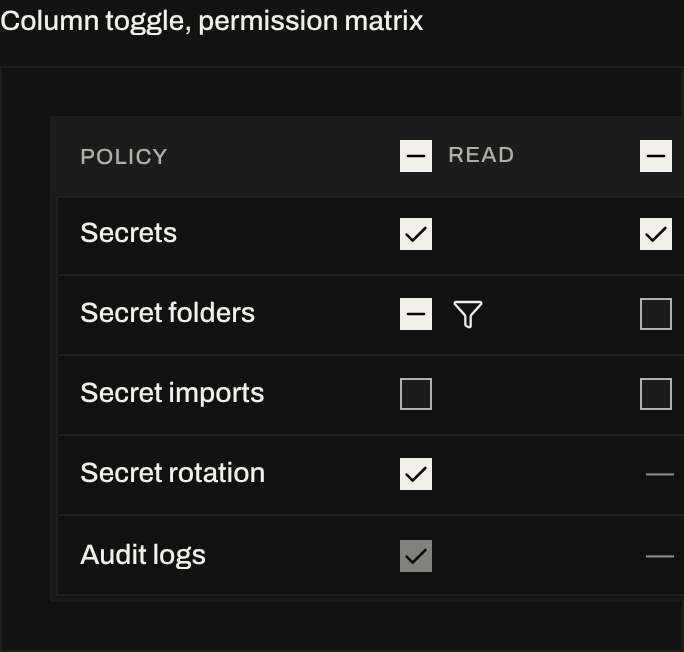 Column toggle, permission matrix
POLICY READ
Secrets
Secret folders
Secret imports
Secret rotation
Audit logs